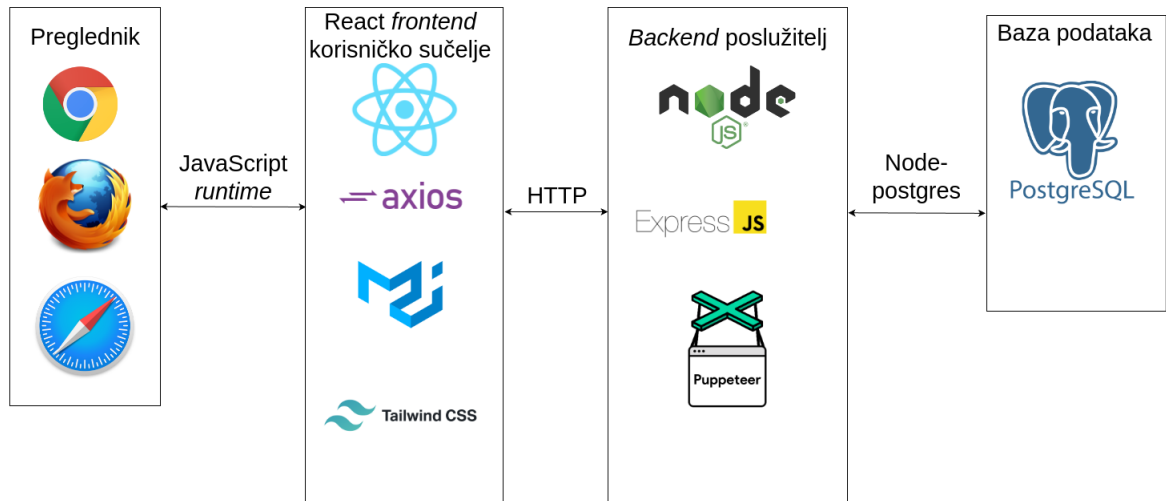 Preglednik
JavaScript
runtime
React frontend
korisničko sučelje
axios
Tailwind CSS
HTTP
Backend poslužitelj
node
JS
Express JS
Puppeteer
Node-
postgres
Baza podataka
PostgreSQL